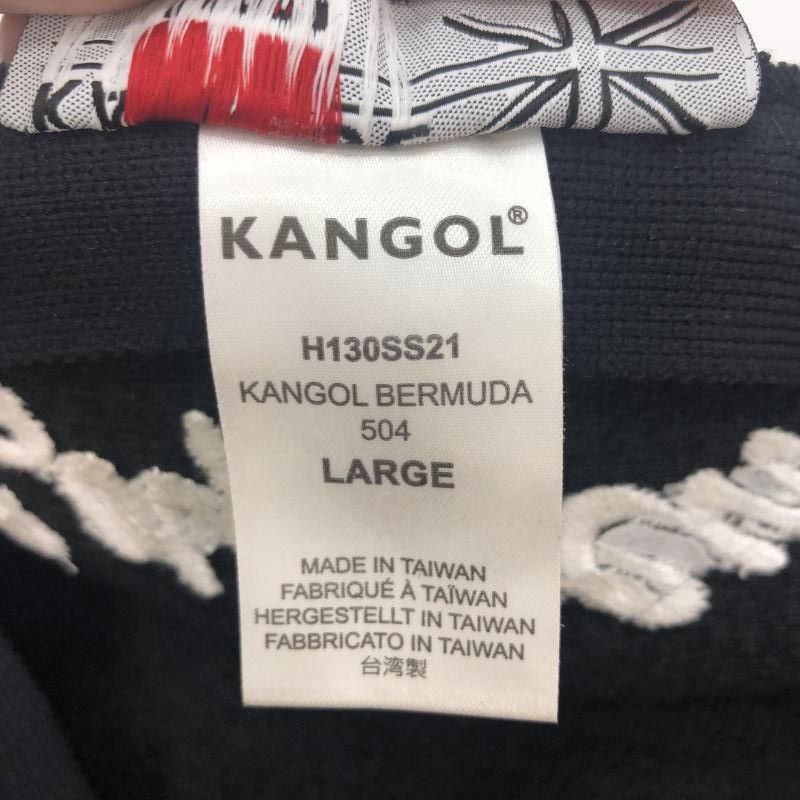 KANGOL®
H130SS21
KANGOL BERMUDA
504
LARGE
MADE IN TAIWAN
FABRIQUÉ À TAÏWAN
HERGESTELLT IN TAIWAN
FABBRICATO IN TAIWAN
台湾製